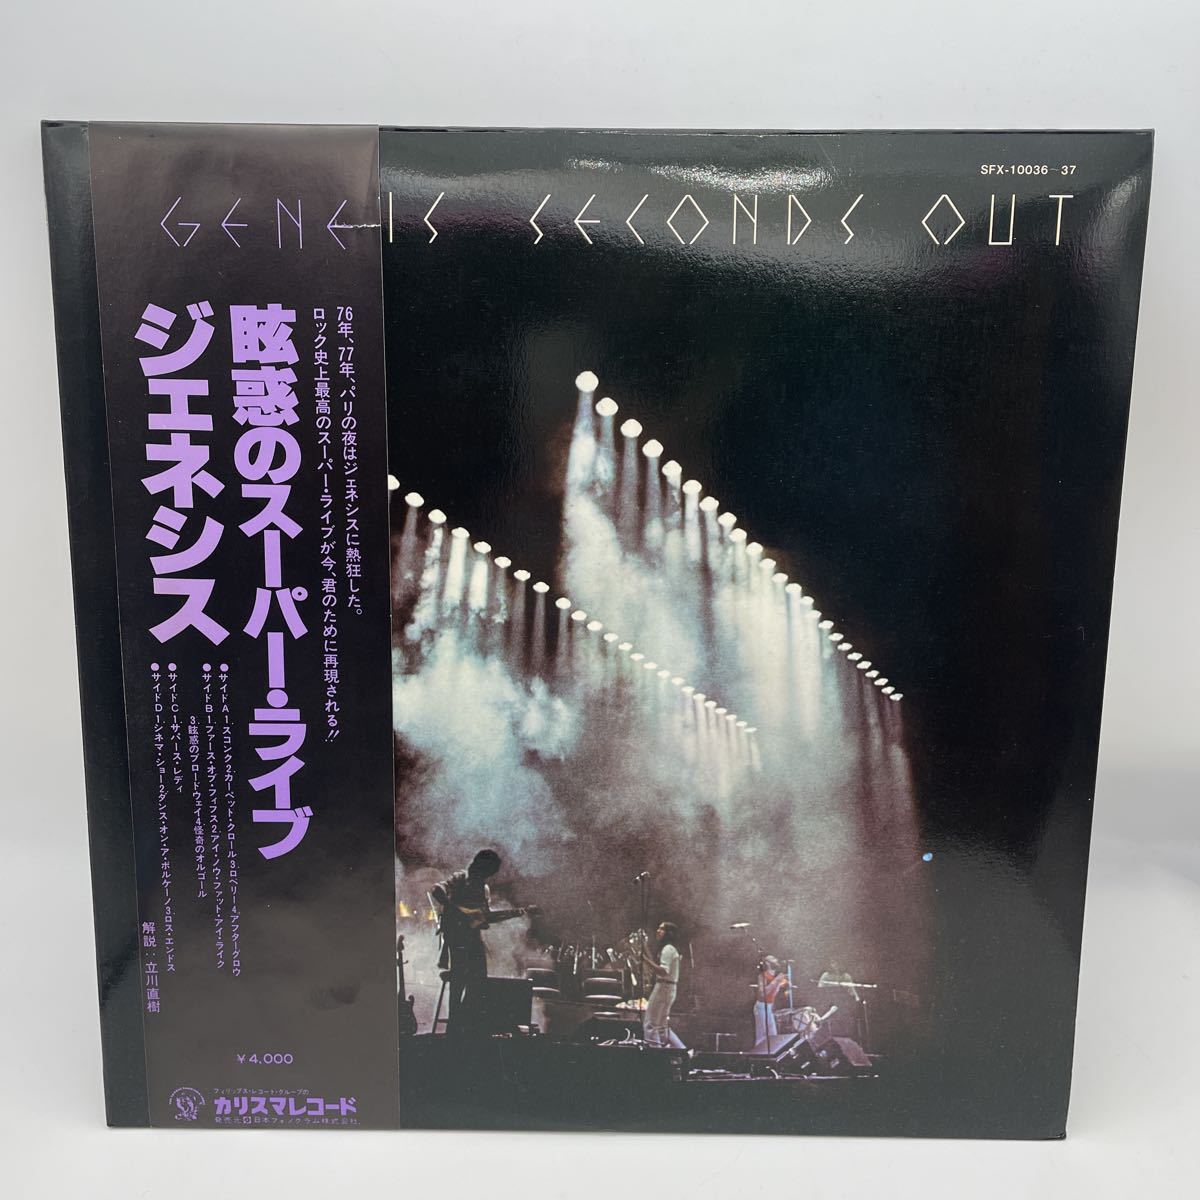 SFX-10036~37
GENESIS SECONDS OUT
76年、77年、パリの夜はジェネシスに熱狂した。
ロック史上最高のスーパー・ライブが今、君のために再現される!!
眩惑のスーパー・ライブ
ジェネシス
●サイドA1.スコンク2.カーペット・クロール3.ロベリー4.アフターグロウ
●サイドB1.ファース・オブ・フィフス2.アイ・ノウ・ファット・アイ・ライク
3.眩惑のブロードウェイ4.怪奇のオルゴール
●サイドC1.サパーズ・レディ
●サイドD1.シネマ・ショー2.ダンス・オン・ア・ボルケーノ3.ロス・エンドス
解説:立川直樹
¥4,000
フィリップス・レコード・グループの
カリスマレコード
発売元 日本フォノグラム株式会社.